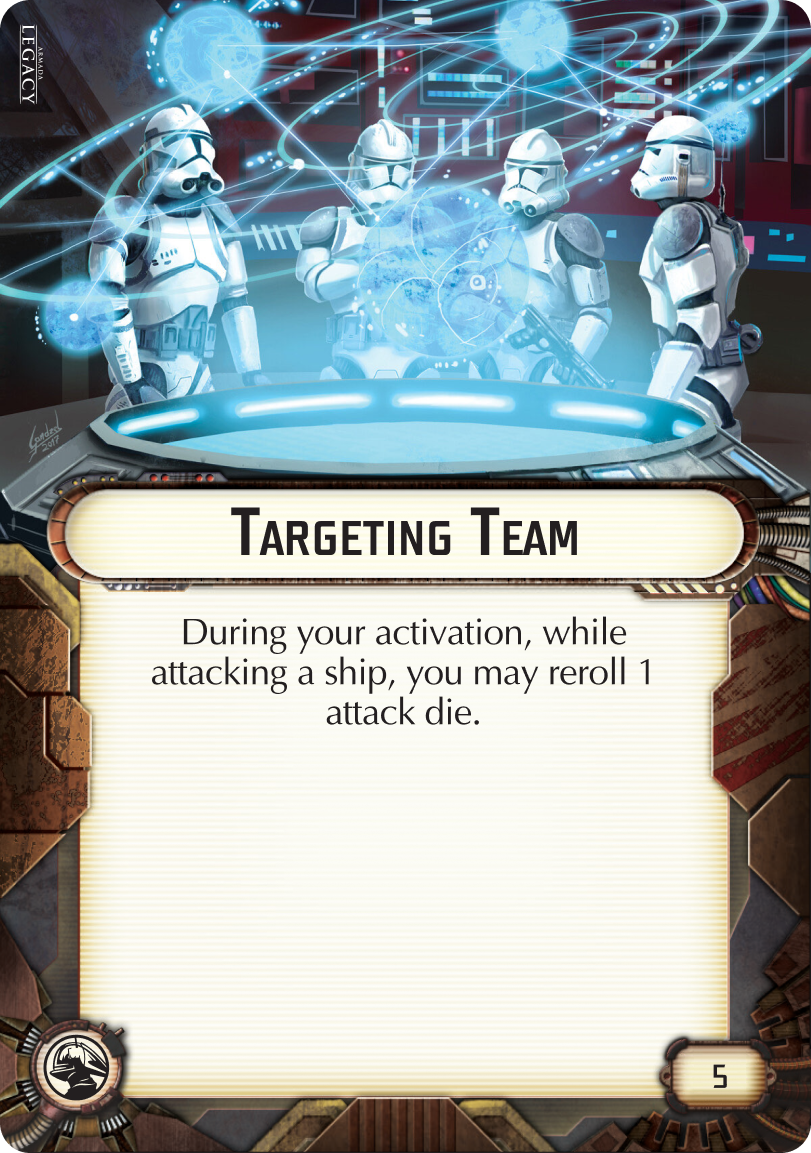 ARMADA
LEGACY
TARGETING TEAM
During your activation, while
attacking a ship, you may reroll 1
attack die.
5